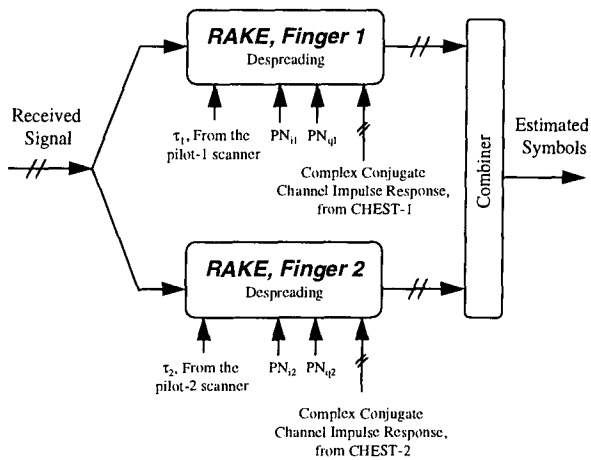 RAKE, Finger 1
Despreading
Received
Signal
τ1, From the
pilot-1 scanner
PNi1
PNq1
Complex Conjugate
Channel Impulse Response,
from CHEST-1
Combiner
Estimated
Symbols
RAKE, Finger 2
Despreading
τ2, From the
pilot-2 scanner
PNi2
PNq2
Complex Conjugate
Channel Impulse Response,
from CHEST-2